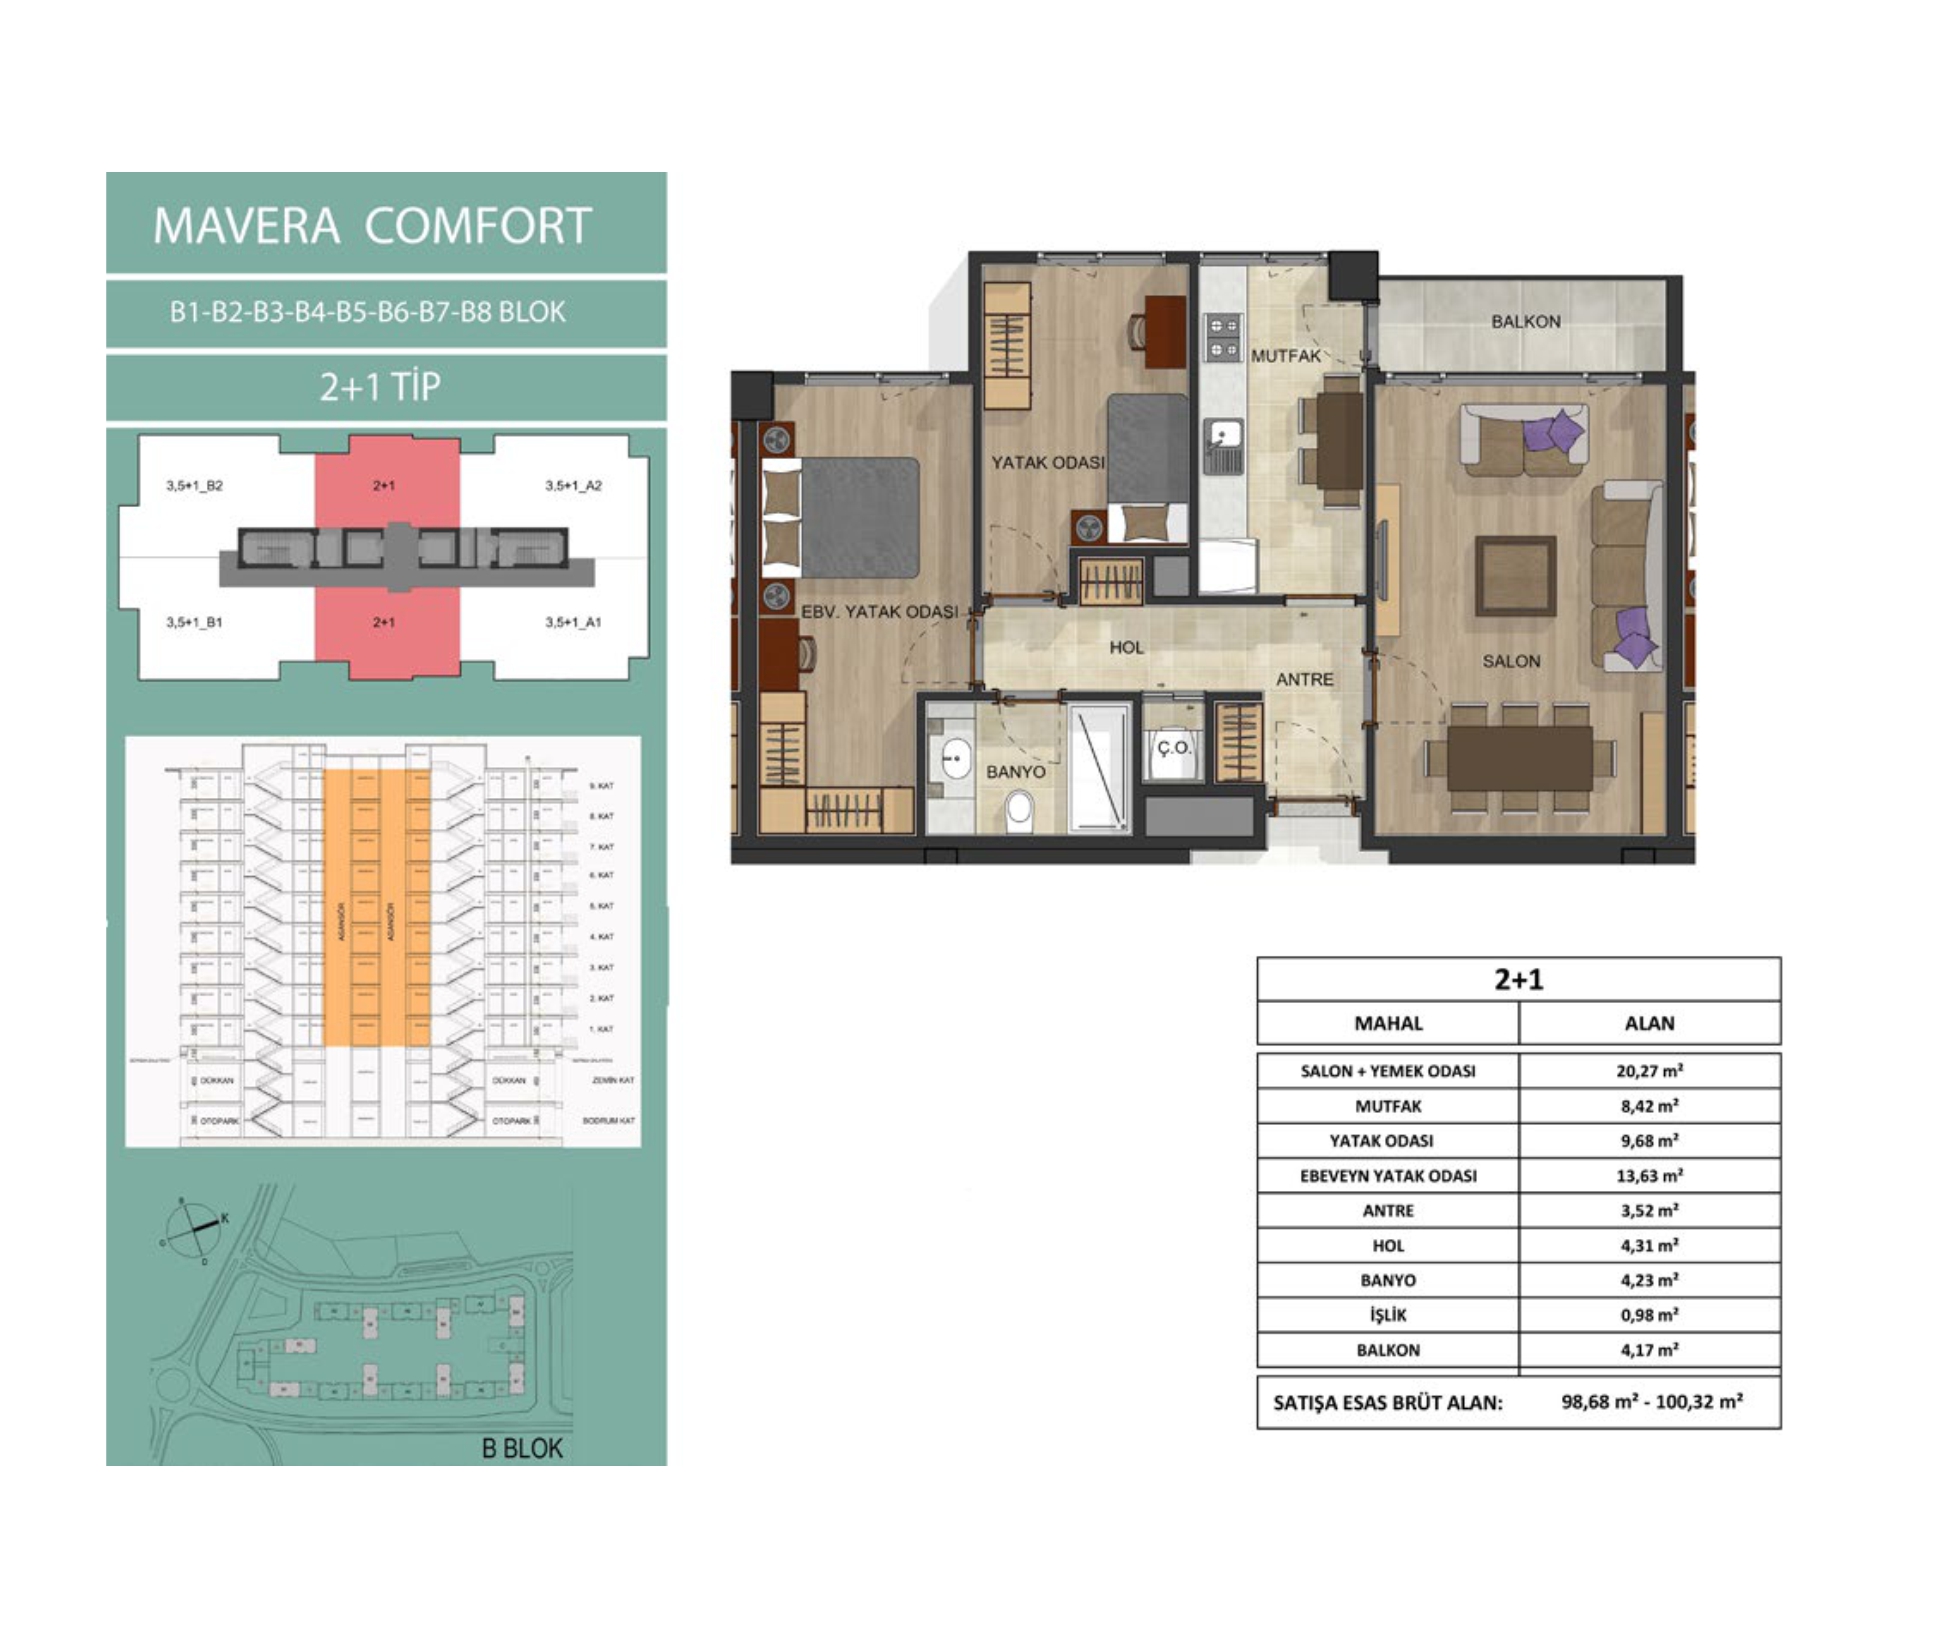 MAVERA COMFORT
B1-B2-B3-B4-B5-B6-B7-B8 BLOK
2+1 TİP
3,5+1_B2
2+1
3,5+1_A2
3,5+1_B1
2+1
3,5+1_A1
9. KAT
8. KAT
7. KAT
6. KAT
5. KAT
4. KAT
3. KAT
2. KAT
1. KAT
ASANSÖR
ASANSÖR
DÜKKAN
DÜKKAN
ZEMİN KAT
OTOPARK
OTOPARK
BODRUM KAT
K
B BLOK
BALKON
MUTFAK
YATAK ODASI
EBV. YATAK ODASI
HOL
SALON
ANTRE
Ç.O.
BANYO
2+1
MAHAL ALAN
SALON + YEMEK ODASI 20,27 m²
MUTFAK 8,42 m²
YATAK ODASI 9,68 m²
EBEVEYN YATAK ODASI 13,63 m²
ANTRE 3,52 m²
HOL 4,31 m²
BANYO 4,23 m²
İŞLİK 0,98 m²
BALKON 4,17 m²
SATIŞA ESAS BRÜT ALAN: 98,68 m² - 100,32 m²